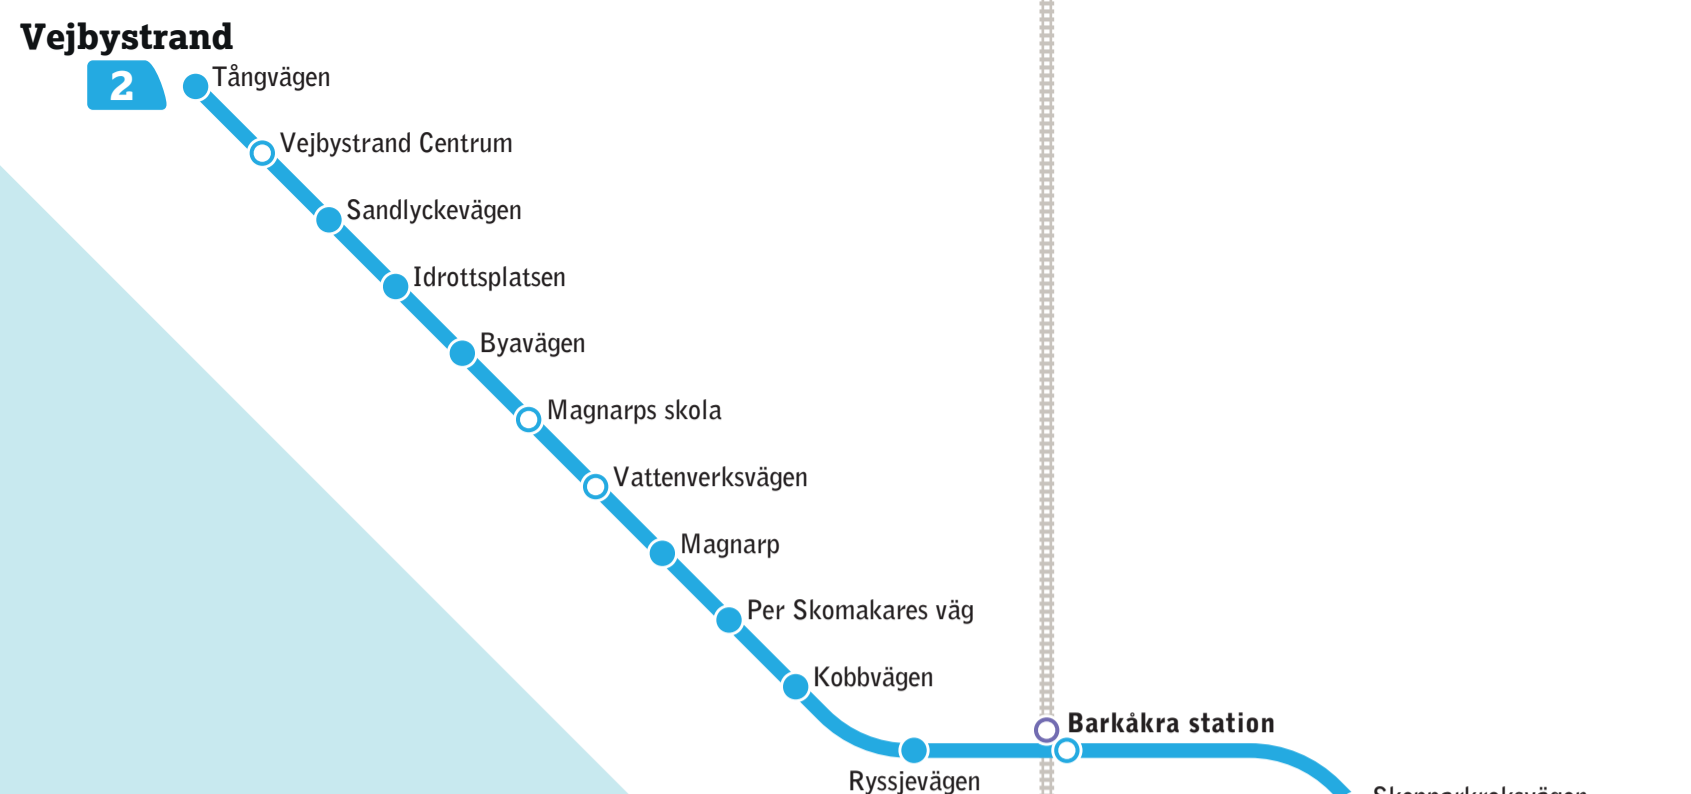 Vejbystrand
2
Tångvägen
Vejbystrand Centrum
Sandlyckevägen
Idrottsplatsen
Byavägen
Magnarps skola
Vattenverksvägen
Magnarp
Per Skomakares väg
Kobbvägen
Barkåkra station
Ryssjevägen